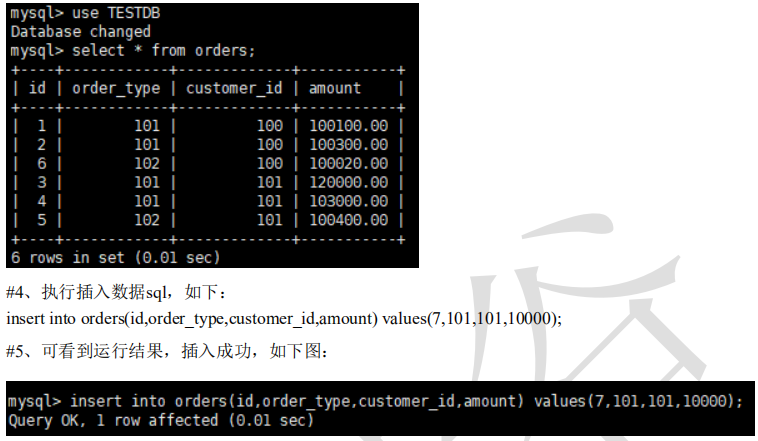 mysql> use TESTDB
Database changed
mysql> select * from orders;
+----+------------+-------------+-----------+
| id | order_type | customer_id | amount    |
+----+------------+-------------+-----------+
|  1 |        101 |         100 | 100100.00 |
|  2 |        101 |         100 | 100300.00 |
|  6 |        102 |         100 | 100020.00 |
|  3 |        101 |         101 | 120000.00 |
|  4 |        101 |         101 | 103000.00 |
|  5 |        102 |         101 | 100400.00 |
+----+------------+-------------+-----------+
6 rows in set (0.01 sec)
#4、执行插入数据sql，如下：
insert into orders(id,order_type,customer_id,amount) values(7,101,101,10000);
#5、可看到运行结果，插入成功，如下图：
mysql> insert into orders(id,order_type,customer_id,amount) values(7,101,101,10000);
Query OK, 1 row affected (0.01 sec)